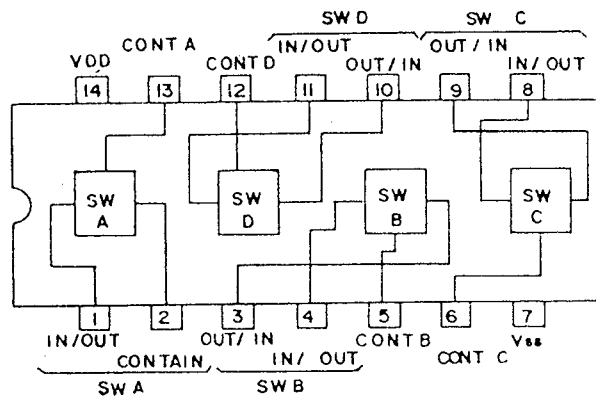 SW D SW C
CONT A IN/OUT OUT/IN
VDD CONT D OUT/IN IN/OUT
14 13 12 11 10 9 8
SW A
SW D
SW B
SW C
1 2 3 4 5 6 7
IN/OUT OUT/IN CONT B Vss
CONTAIN IN/OUT CONT C
SW A SW B